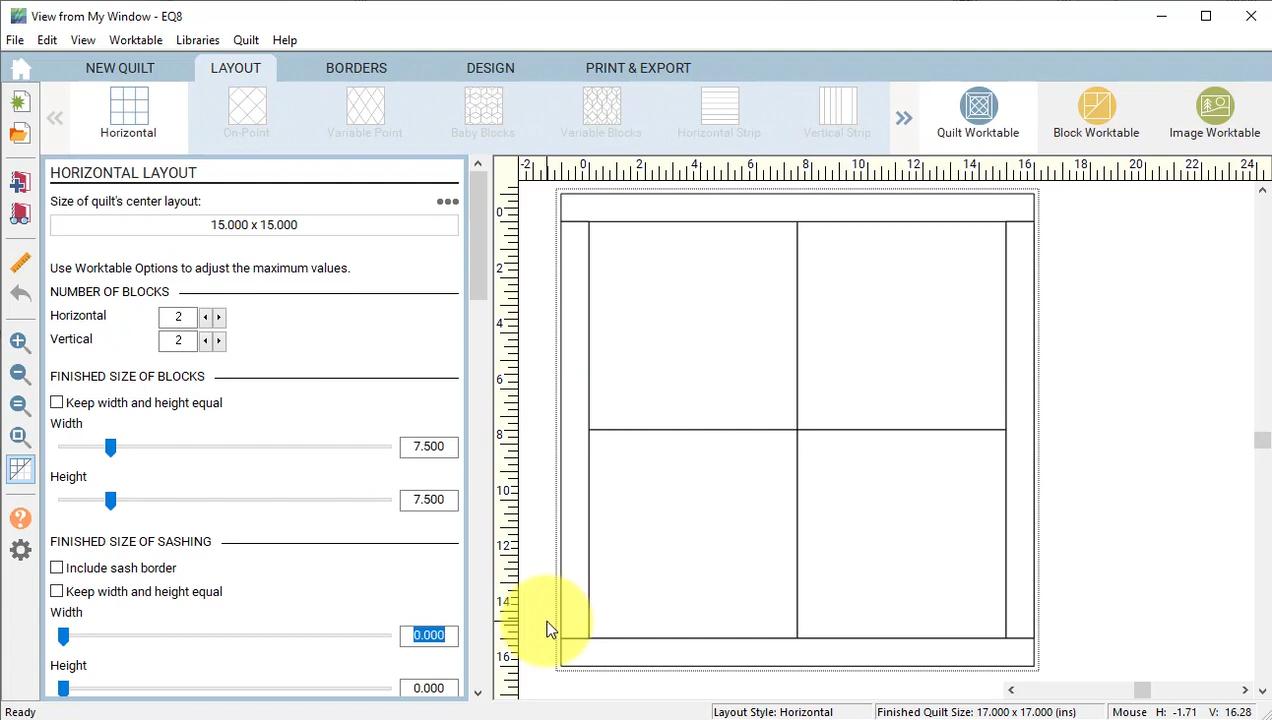 View from My Window - EQ8
File Edit View Worktable Libraries Quilt Help
NEW QUILT LAYOUT BORDERS DESIGN PRINT & EXPORT
Horizontal On-Point Variable Point Baby Blocks Variable Blocks Horizontal Strip Vertical Strip Quilt Worktable Block Worktable Image Worktable
HORIZONTAL LAYOUT
Size of quilt's center layout:
15.000 x 15.000
Use Worktable Options to adjust the maximum values.
NUMBER OF BLOCKS
Horizontal 2
Vertical 2
FINISHED SIZE OF BLOCKS
Keep width and height equal
Width
7.500
Height
7.500
FINISHED SIZE OF SASHING
Include sash border
Keep width and height equal
Width
0.000
Height
0.000
-2 0 2 4 6 8 10 12 14 16 18 20 22 24
0
2
4
6
8
10
12
14
16
Ready Layout Style: Horizontal Finished Quilt Size: 17.000 x 17.000 (ins) Mouse H: -1.71 V: 16.28